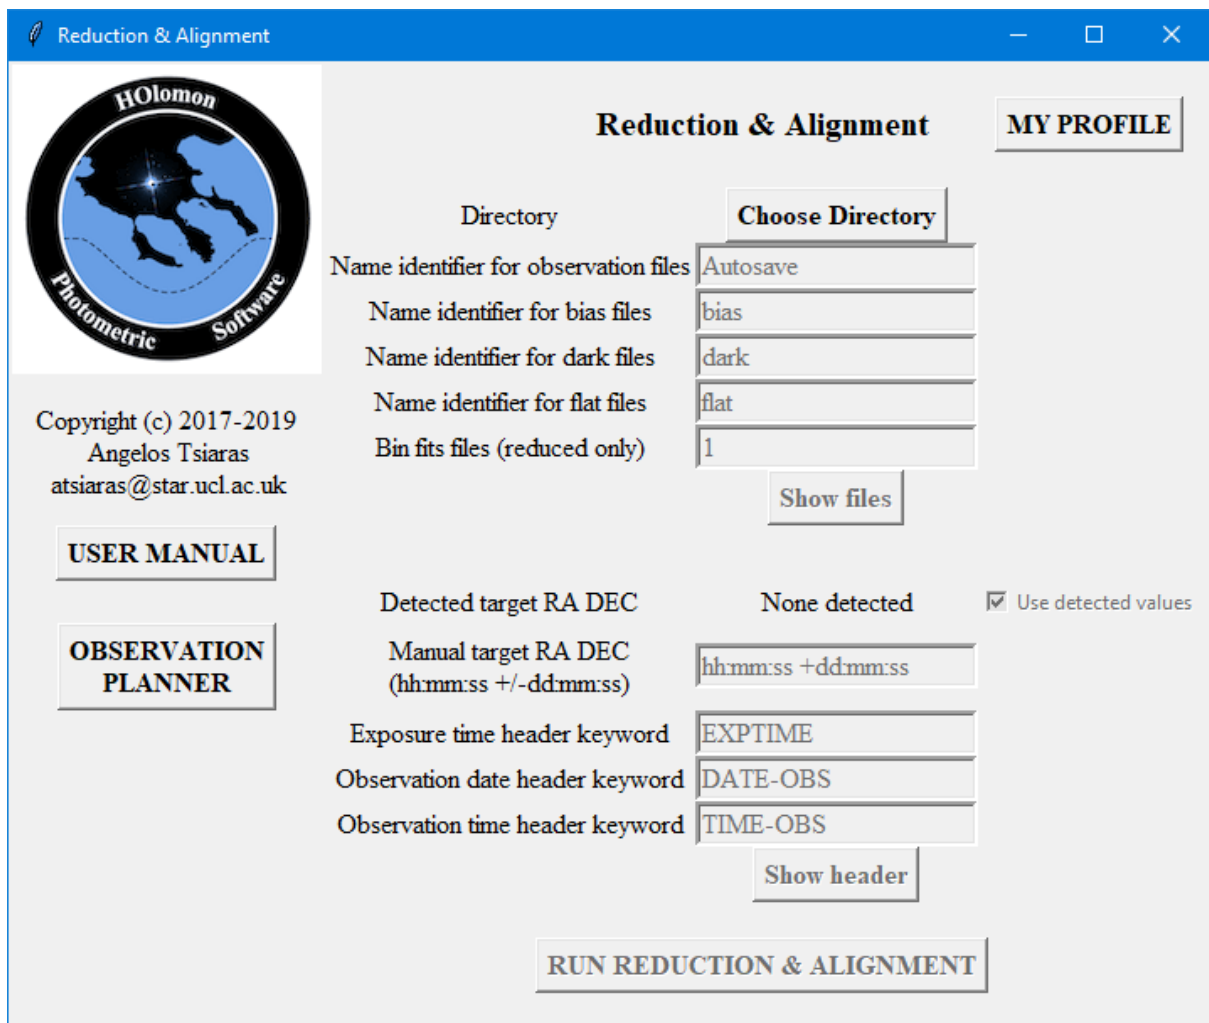 Reduction & Alignment
HOlomon
Photometric Software
Reduction & Alignment
MY PROFILE
Directory
Choose Directory
Name identifier for observation files
Autosave
Name identifier for bias files
bias
Name identifier for dark files
dark
Name identifier for flat files
flat
Bin fits files (reduced only)
1
Show files
Copyright (c) 2017-2019
Angelos Tsiaras
atsiaras@star.ucl.ac.uk
USER MANUAL
OBSERVATION
PLANNER
Detected target RA DEC
None detected
Use detected values
Manual target RA DEC
(hh:mm:ss +/-dd:mm:ss)
hh:mm:ss +dd:mm:ss
Exposure time header keyword
EXPTIME
Observation date header keyword
DATE-OBS
Observation time header keyword
TIME-OBS
Show header
RUN REDUCTION & ALIGNMENT